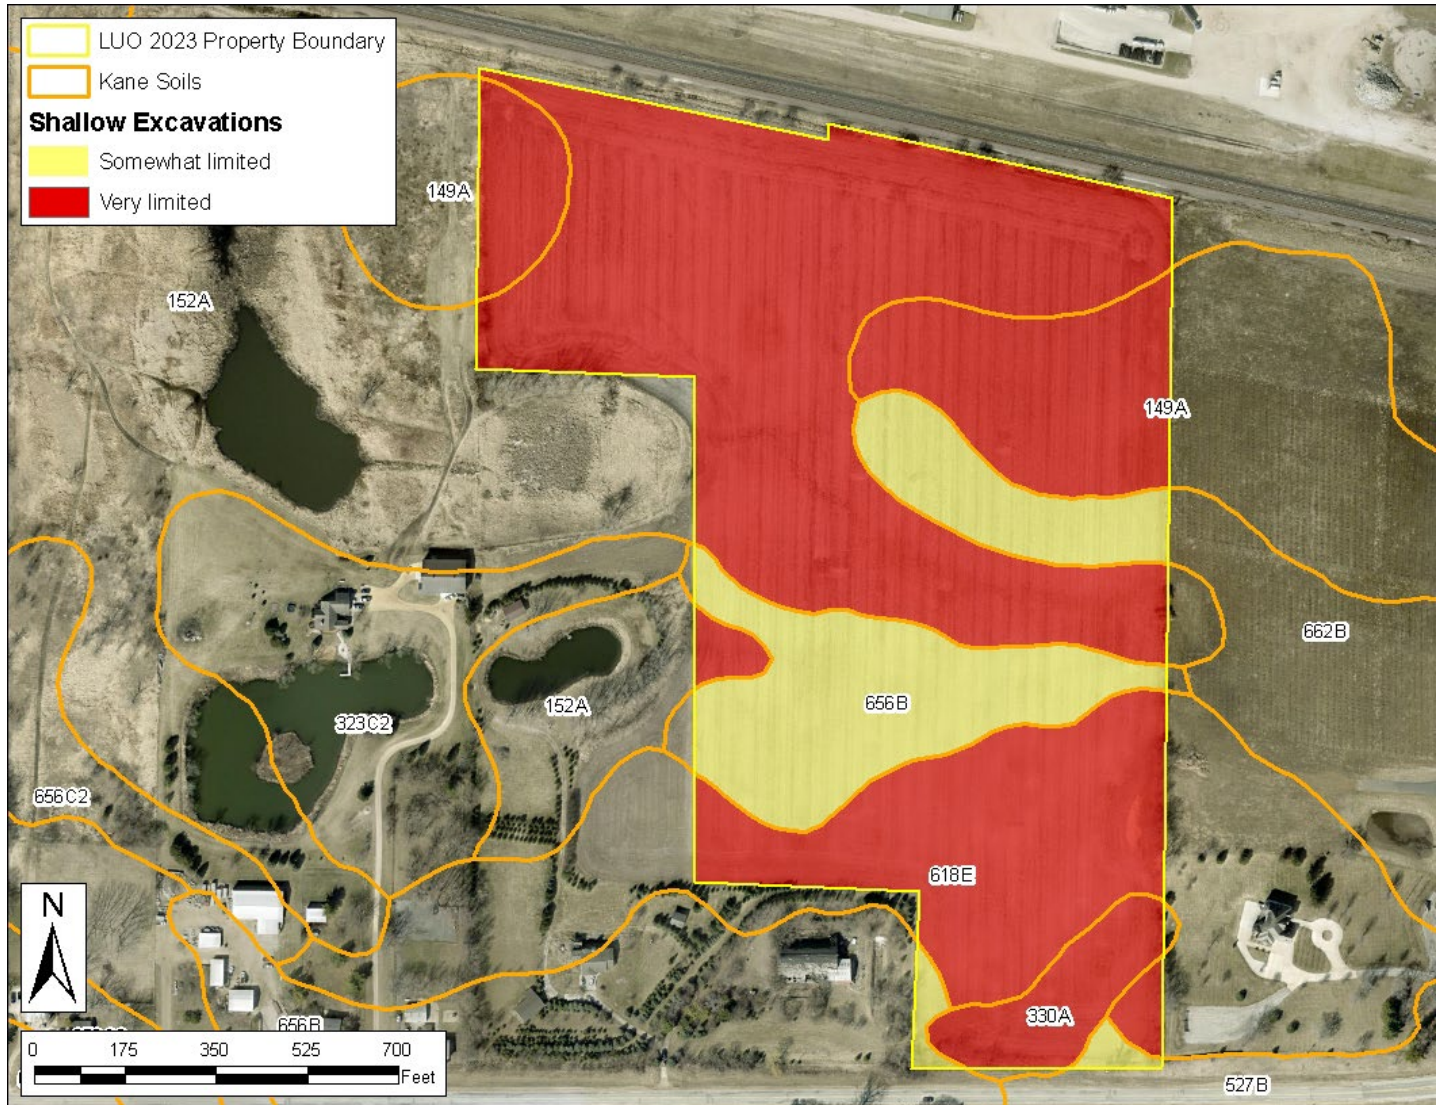 LUO 2023 Property Boundary
Kane Soils
Shallow Excavations
Somewhat limited
Very limited
149A
152A
149A
662B
656B
152A
323C2
656C2
618E
N
330A
656B
0 175 350 525 700
Feet
527B